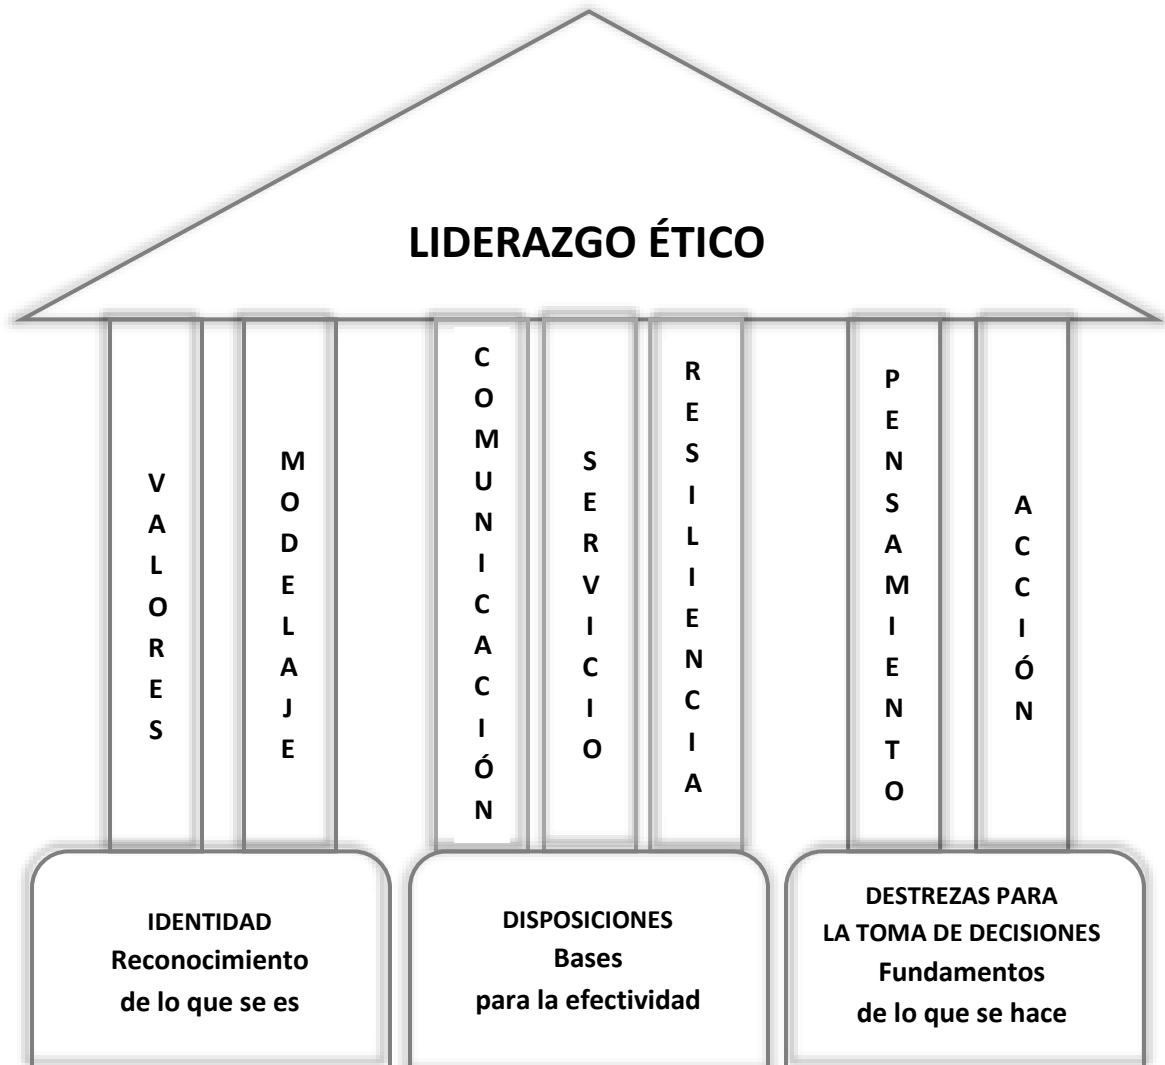 LIDERAZGO ÉTICO
VALORES
MODELAJE
COMUNICACIÓN
SERVICIO
RESILIENCIA
PENSAMIENTO
ACCIÓN
IDENTIDAD
Reconocimiento
de lo que se es
DISPOSICIONES
Bases
para la efectividad
DESTREZAS PARA
LA TOMA DE DECISIONES
Fundamentos
de lo que se hace